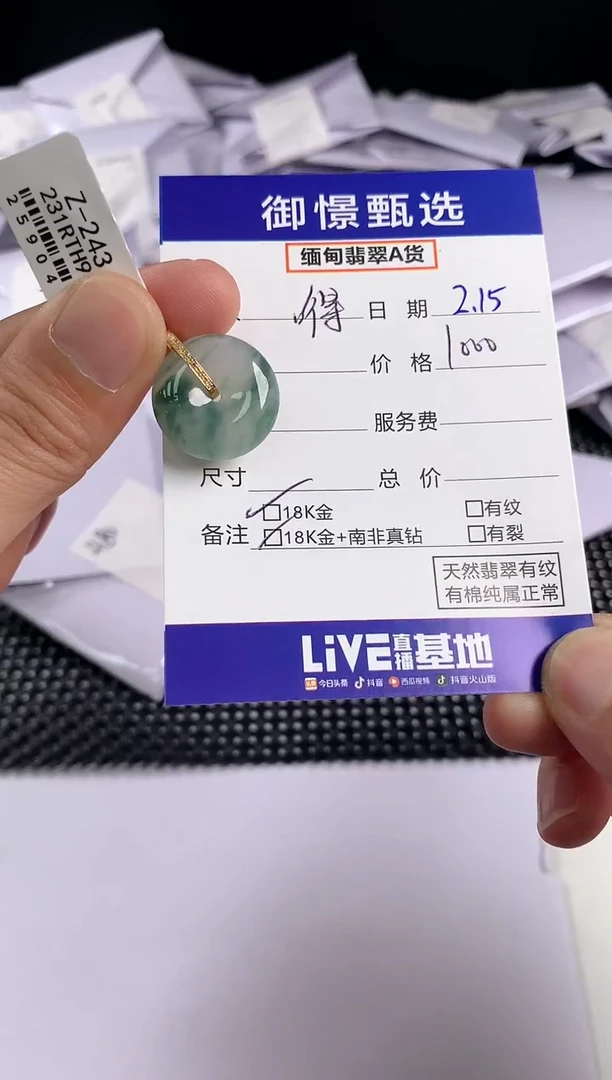 Z-243
231RTH9
25904
御憬甄选
缅甸翡翠A货
日 期 2.15
价 格 1000
服务费
尺寸 总 价
备注 18K金 有纹
18K金+南非真钻 有裂
天然翡翠有纹
有棉纯属正常
LiVE直播基地
今日头条 抖音 西瓜视频 抖音火山版